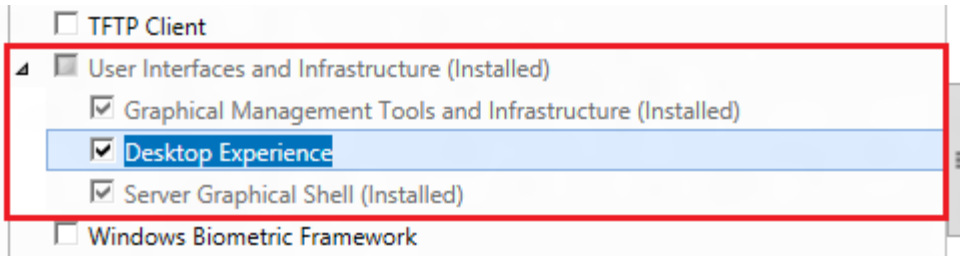 TFTP Client
User Interfaces and Infrastructure (Installed)
Graphical Management Tools and Infrastructure (Installed)
Desktop Experience
Server Graphical Shell (Installed)
Windows Biometric Framework